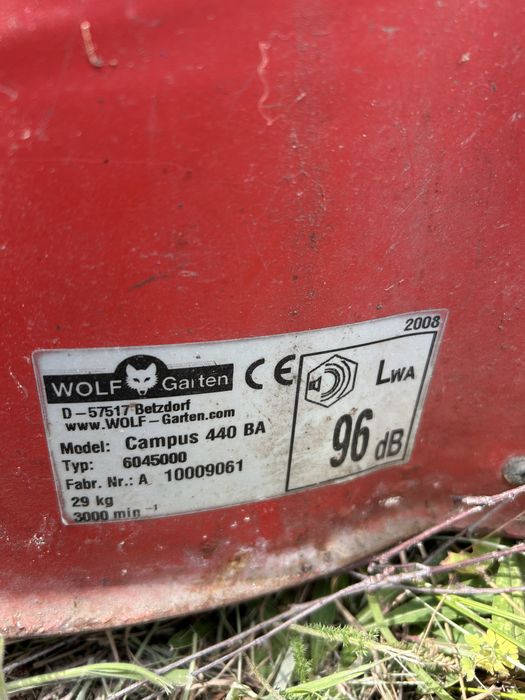 2008
WOLF Garten CE
D-57517 Betzdorf
www.WOLF-Garten.com
Model: Campus 440 BA
Typ: 6045000
Fabr. Nr.: A 10009061
29 kg
3000 min -1
LWA
96 dB